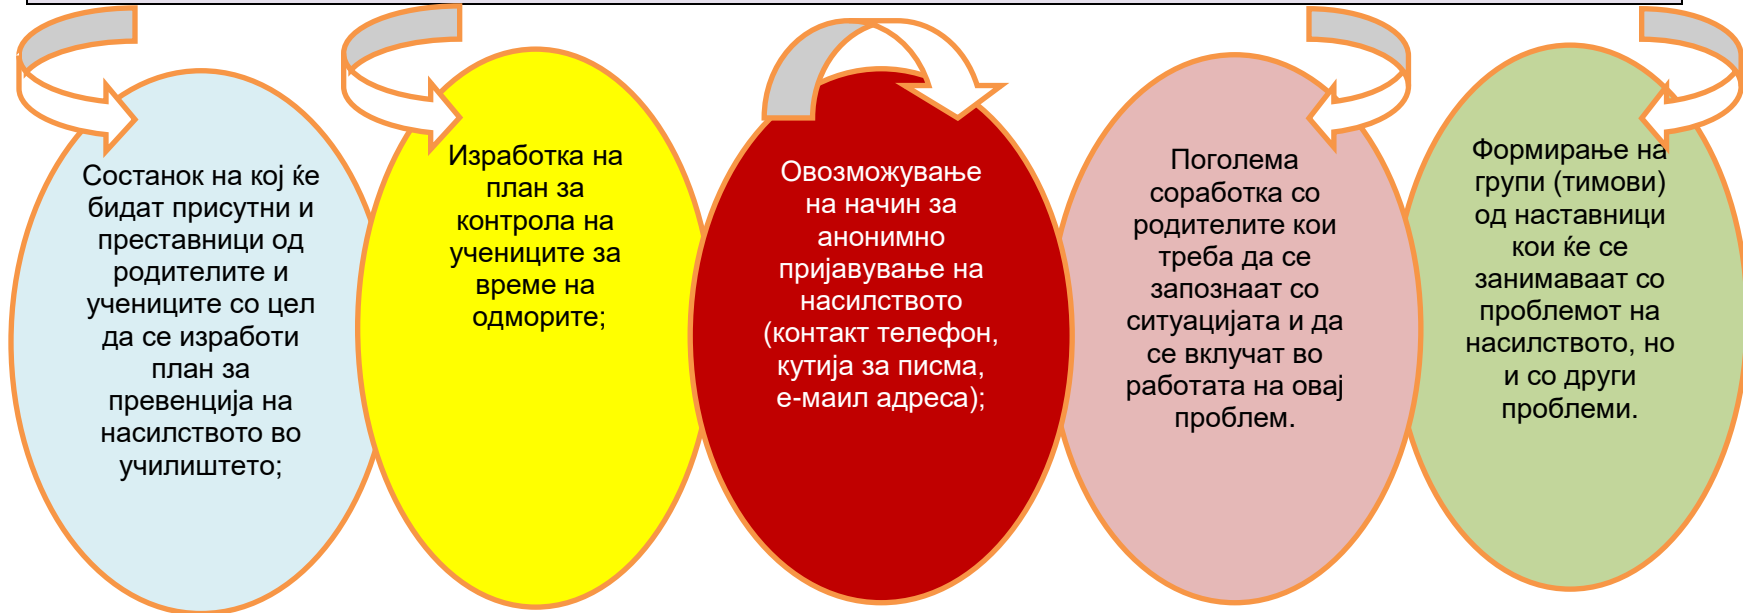 Состанок на кој ќе
бидат присутни и
преставници од
родителите и
учениците со цел
да се изработи
план за
превенција на
насилството во
училиштето;
Изработка на
план за
контрола на
учениците за
време на
одморите;
Овозможување
на начин за
анонимно
пријавување на
насилството
(контакт телефон,
кутија за писма,
е-маил адреса);
Поголема
соработка со
родителите кои
треба да се
запознаат со
ситуацијата и да
се вклучат во
работата на овај
проблем.
Формирање на
групи (тимови)
од наставници
кои ќе се
занимаваат со
проблемот на
насилството, но
и со други
проблеми.